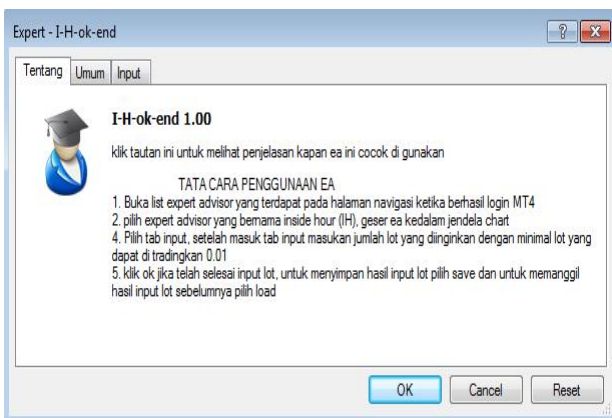 Expert - I-H-ok-end
Tentang Umum Input
I-H-ok-end 1.00
klik tautan ini untuk melihat penjelasan kapan ea ini cocok di gunakan
TATA CARA PENGGUNAAN EA
1. Buka list expert advisor yang terdapat pada halaman navigasi ketika berhasil login MT4
2. pilih expert advisor yang bernama inside hour (IH), geser ea kedalam jendela chart
4. Pilih tab input, setelah masuk tab input masukan jumlah lot yang diinginkan dengan minimal lot yang
dapat di tradingkan 0.01
5. klik ok jika telah selesai input lot, untuk menyimpan hasil input lot pilih save dan untuk memanggil
hasil input lot sebelumnya pilih load
OK Cancel Reset